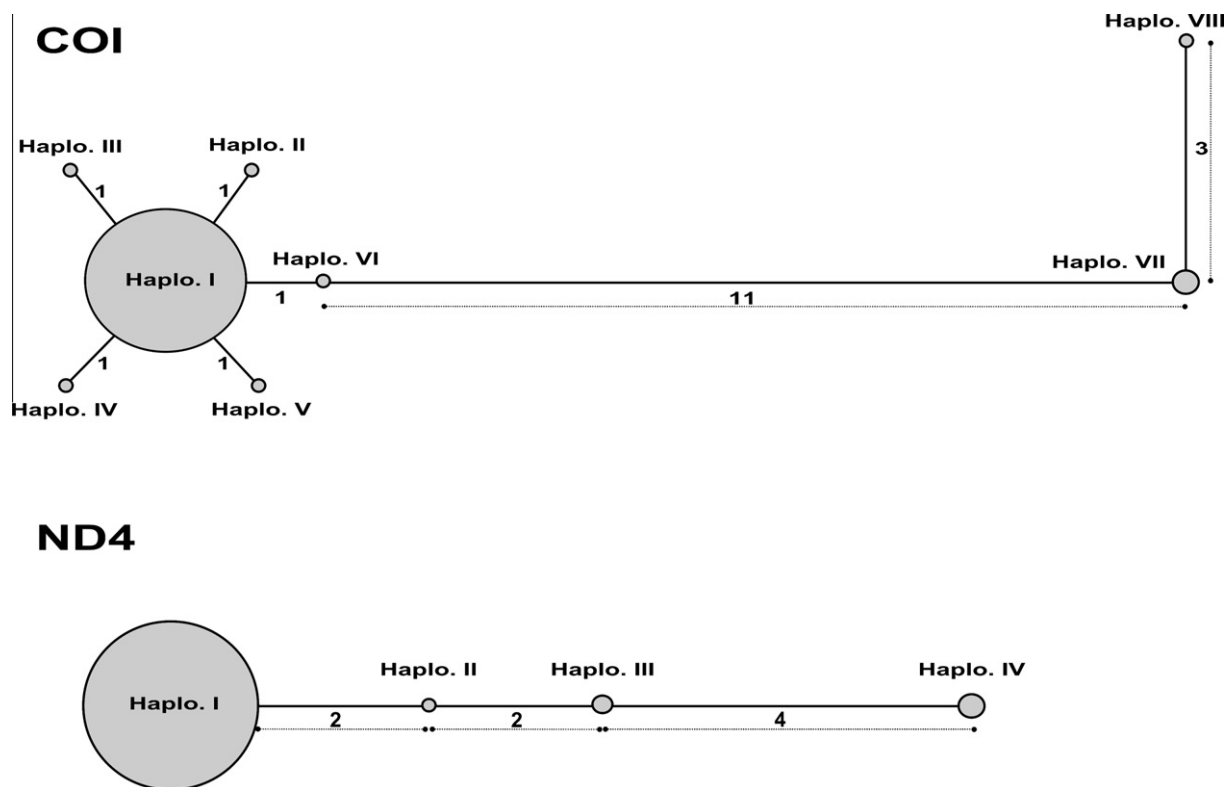 Haplo. VIII
COI
Haplo. III
Haplo. II
1
1
3
Haplo. I
Haplo. VI
Haplo. VII
1
11
1
1
Haplo. IV
Haplo. V
ND4
Haplo. I
Haplo. II
Haplo. III
Haplo. IV
2
2
4